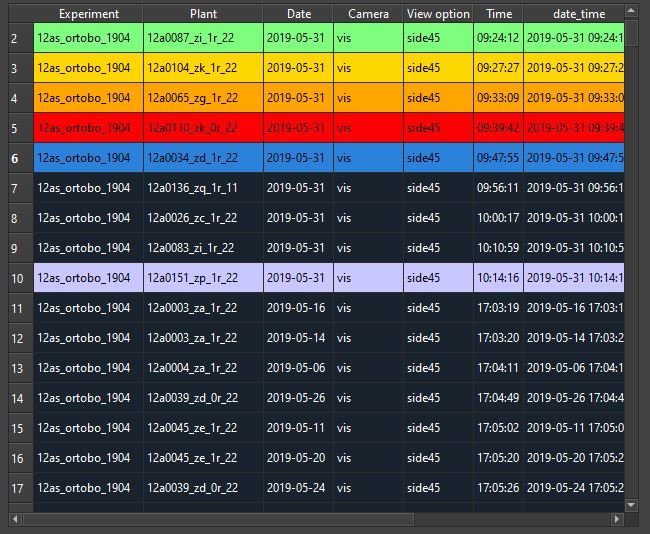 Experiment Plant Date Camera View option Time date_time
2 12as_ortobo_1904 12a0087_zi_1r_22 2019-05-31 vis side45 09:24:12 2019-05-31 09:24:1
3 12as_ortobo_1904 12a0104_zk_1r_22 2019-05-31 vis side45 09:27:27 2019-05-31 09:27:2
4 12as_ortobo_1904 12a0065_zg_1r_22 2019-05-31 vis side45 09:33:09 2019-05-31 09:33:0
5 12as_ortobo_1904 12a0110_zk_0r_22 2019-05-31 vis side45 09:39:42 2019-05-31 09:39:4
6 12as_ortobo_1904 12a0034_zd_1r_22 2019-05-31 vis side45 09:47:55 2019-05-31 09:47:5
7 12as_ortobo_1904 12a0136_zq_1r_11 2019-05-31 vis side45 09:56:11 2019-05-31 09:56:1
8 12as_ortobo_1904 12a0026_zc_1r_22 2019-05-31 vis side45 10:00:17 2019-05-31 10:00:1
9 12as_ortobo_1904 12a0083_zi_1r_22 2019-05-31 vis side45 10:10:59 2019-05-31 10:10:5
10 12as_ortobo_1904 12a0151_zp_1r_22 2019-05-31 vis side45 10:14:16 2019-05-31 10:14:1
11 12as_ortobo_1904 12a0003_za_1r_22 2019-05-16 vis side45 17:03:19 2019-05-16 17:03:1
12 12as_ortobo_1904 12a0003_za_1r_22 2019-05-14 vis side45 17:03:20 2019-05-14 17:03:2
13 12as_ortobo_1904 12a0004_za_1r_22 2019-05-06 vis side45 17:04:11 2019-05-06 17:04:1
14 12as_ortobo_1904 12a0039_zd_0r_22 2019-05-26 vis side45 17:04:49 2019-05-26 17:04:4
15 12as_ortobo_1904 12a0045_ze_1r_22 2019-05-11 vis side45 17:05:02 2019-05-11 17:05:0
16 12as_ortobo_1904 12a0045_ze_1r_22 2019-05-20 vis side45 17:05:20 2019-05-20 17:05:2
17 12as_ortobo_1904 12a0039_zd_0r_22 2019-05-24 vis side45 17:05:26 2019-05-24 17:05:2